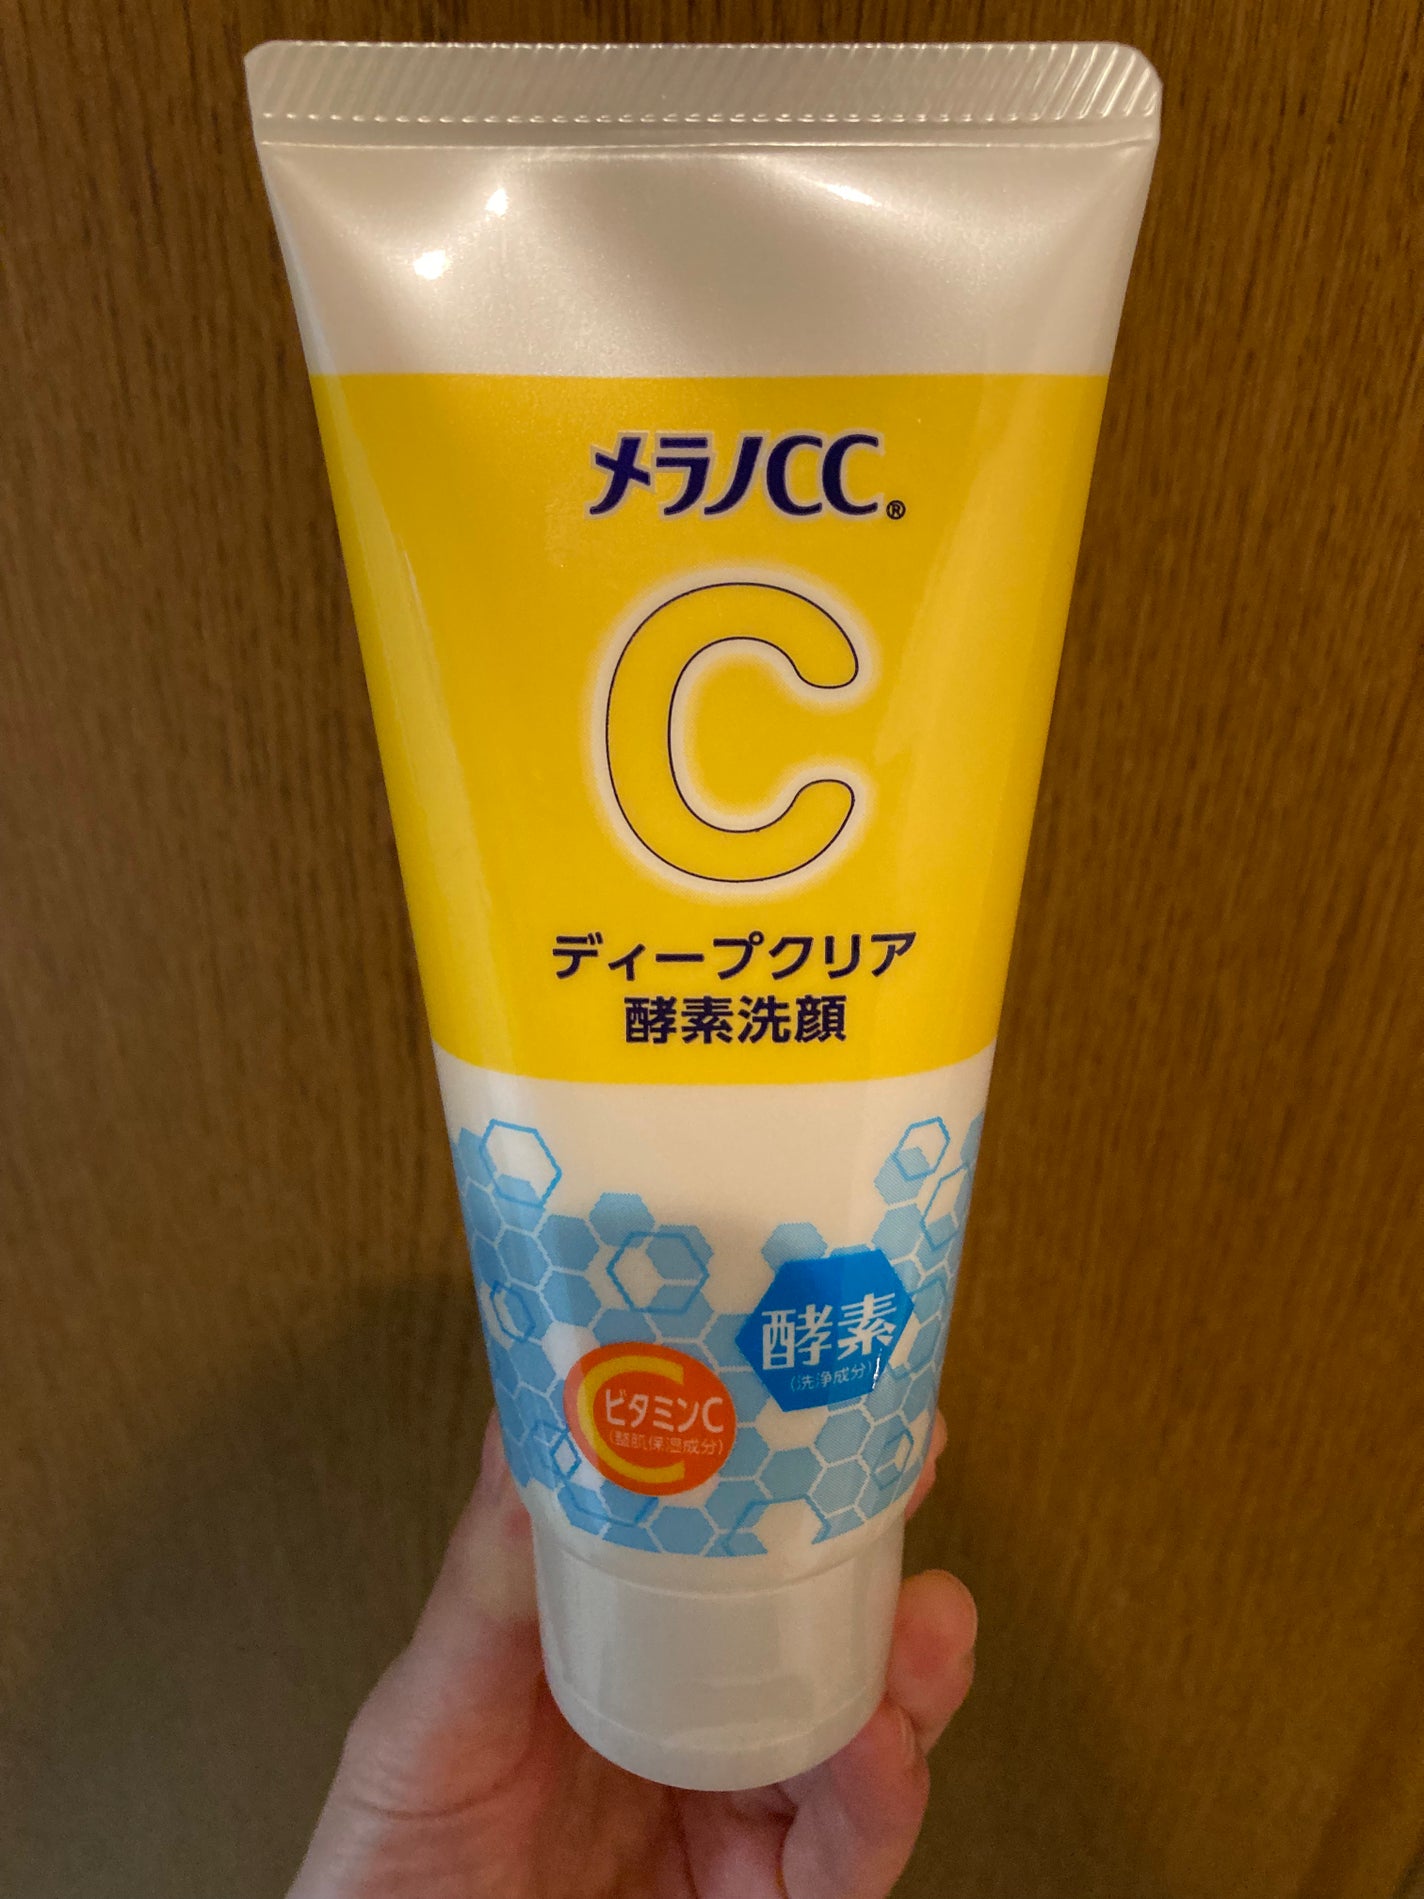 メラノCC®
C
ディープクリア
酵素洗顔
酵素
(洗浄成分)
ビタミンC
(整肌保湿成分)